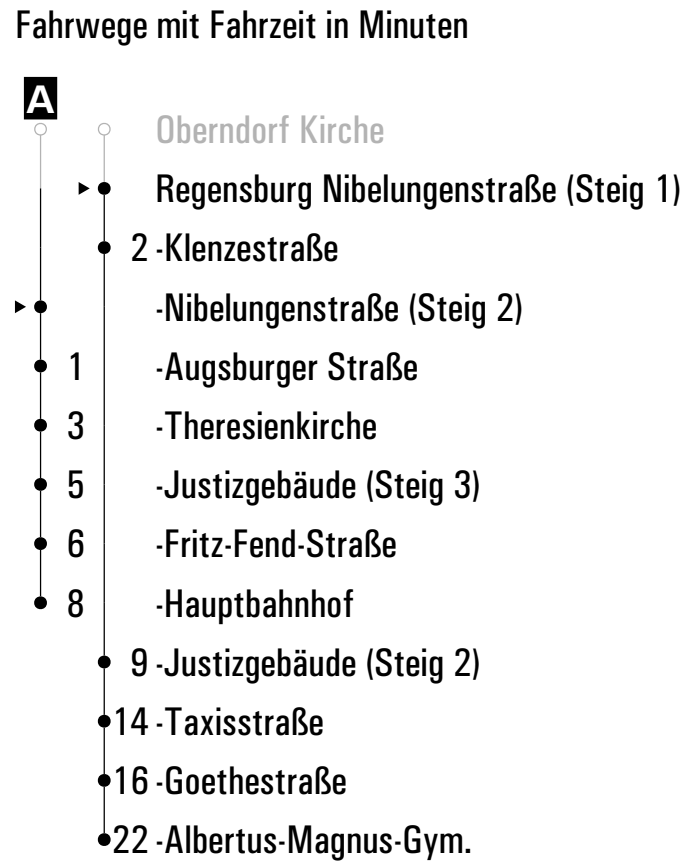 Fahrwege mit Fahrzeit in Minuten
A
Oberndorf Kirche
Regensburg Nibelungenstraße (Steig 1)
2 -Klenzestraße
-Nibelungenstraße (Steig 2)
1 -Augsburger Straße
3 -Theresienkirche
5 -Justizgebäude (Steig 3)
6 -Fritz-Fend-Straße
8 -Hauptbahnhof
9 -Justizgebäude (Steig 2)
14 -Taxisstraße
16 -Goethestraße
22 -Albertus-Magnus-Gym.